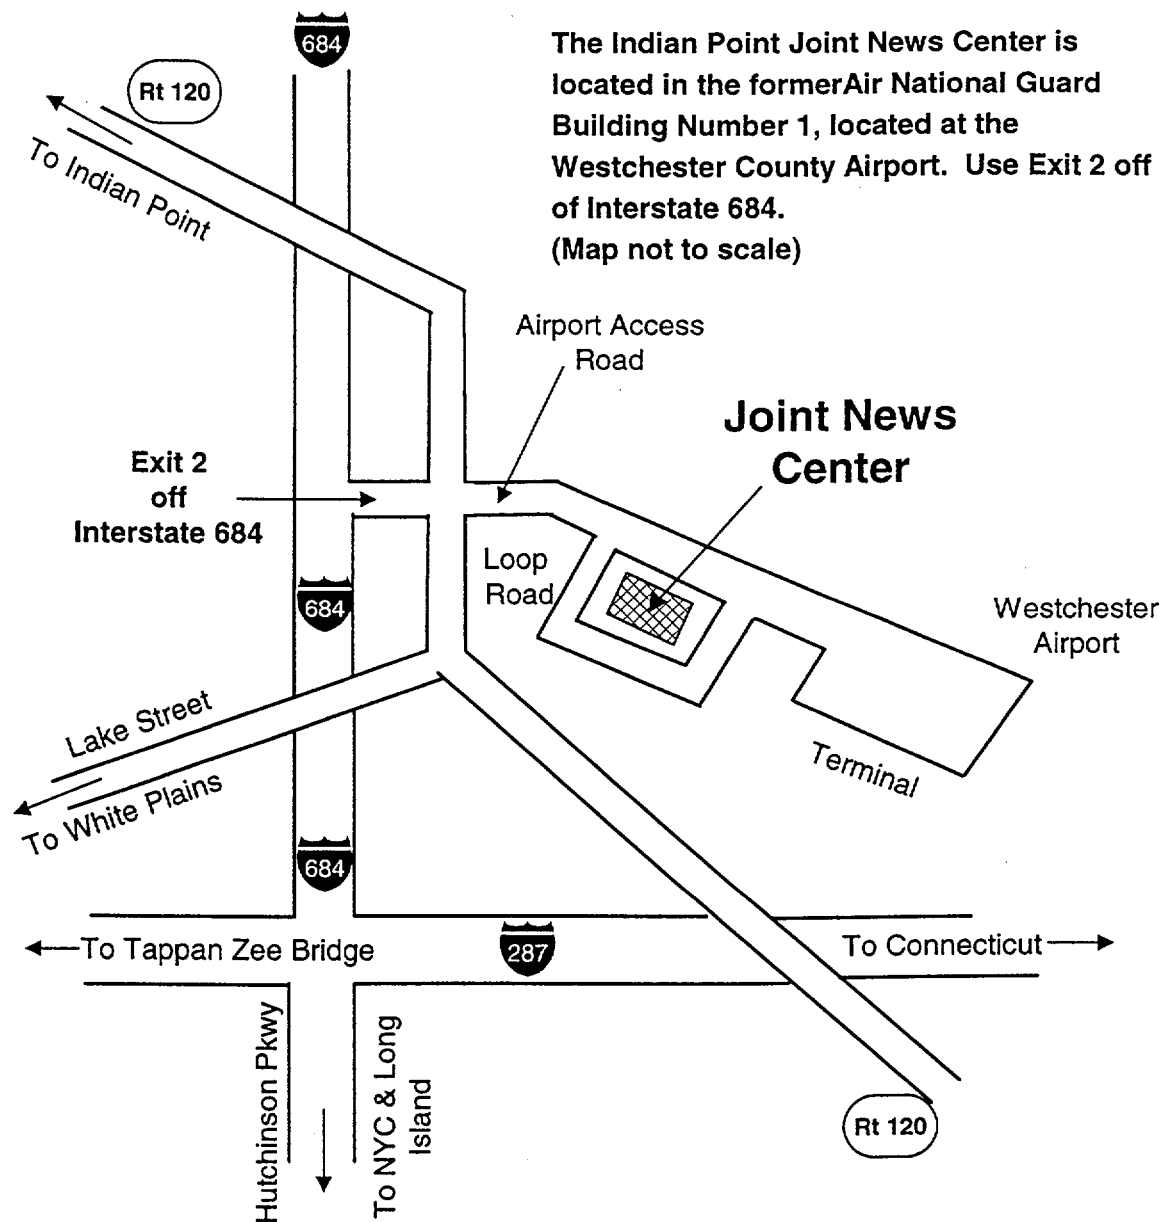 684
The Indian Point Joint News Center is
located in the formerAir National Guard
Building Number 1, located at the
Westchester County Airport.  Use Exit 2 off
of Interstate 684.
(Map not to scale)
Rt 120
To Indian Point
Airport Access
Road
Joint News
Center
Exit 2
off
Interstate 684
Loop
Road
684
Westchester
Airport
Lake Street
To White Plains
Terminal
684
To Tappan Zee Bridge
287
To Connecticut
Hutchinson Pkwy
To NYC & Long
Island
Rt 120